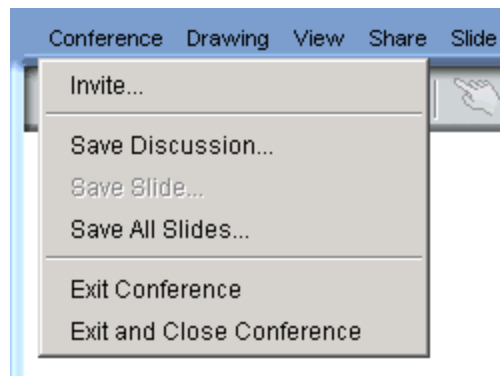 Conference Drawing View Share Slide
Invite...
Save Discussion...
Save Slide...
Save All Slides...
Exit Conference
Exit and Close Conference